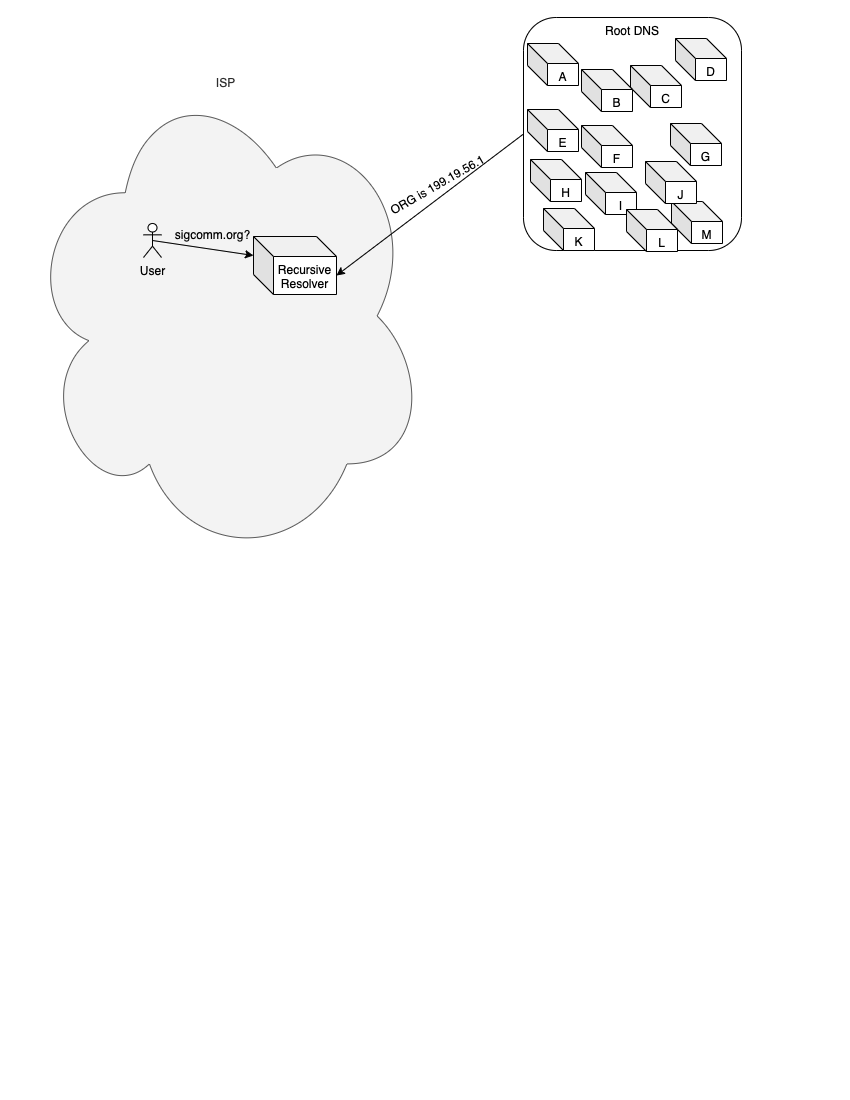 Root DNS
A
D
B
C
ISP
E
F
G
ORG is 199.19.56.1
H
I
J
sigcomm.org?
K
L
M
User
Recursive
Resolver